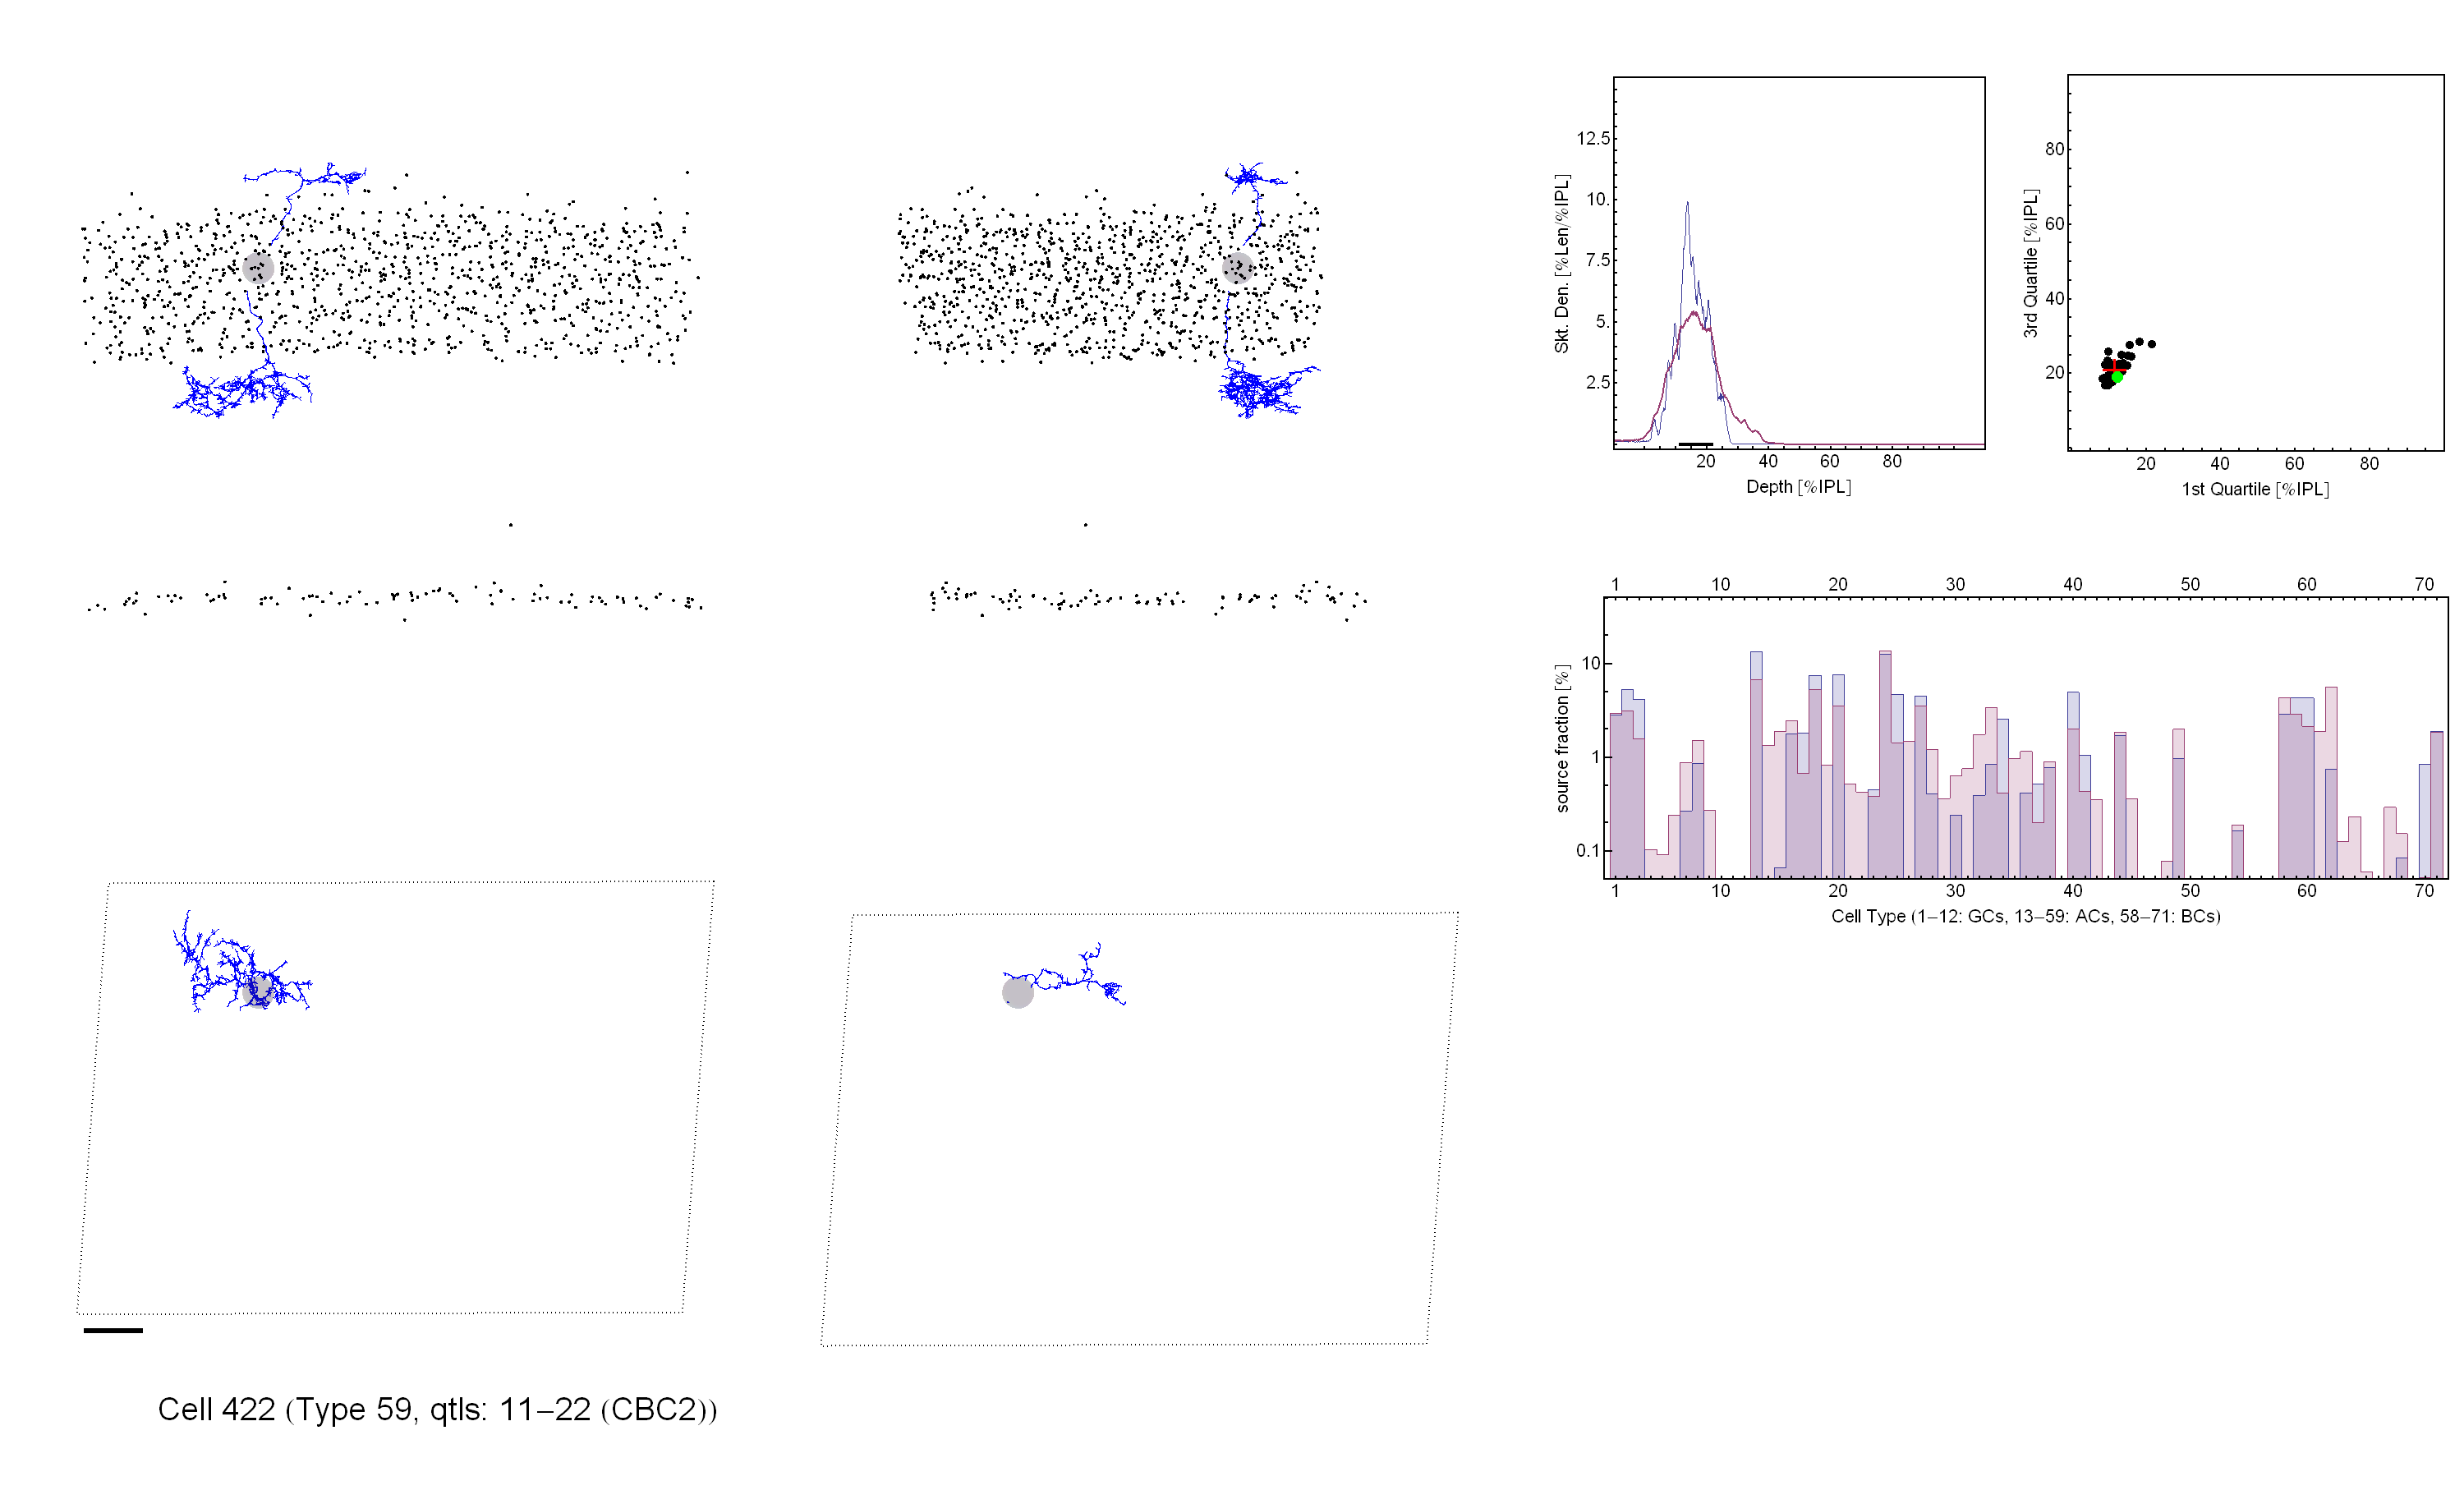 12.5
10.
7.5
5.
2.5
Skt. Den. [%Len/%IPL]
20 40 60 80
Depth [%IPL]
80
60
40
20
3rd Quartile [%IPL]
20 40 60 80
1st Quartile [%IPL]
1 10 20 30 40 50 60 70
10
1
0.1
source fraction [%]
1 10 20 30 40 50 60 70
Cell Type (1–12: GCs, 13–59: ACs, 58–71: BCs)
Cell 422 (Type 59, qtls: 11–22 (CBC2))